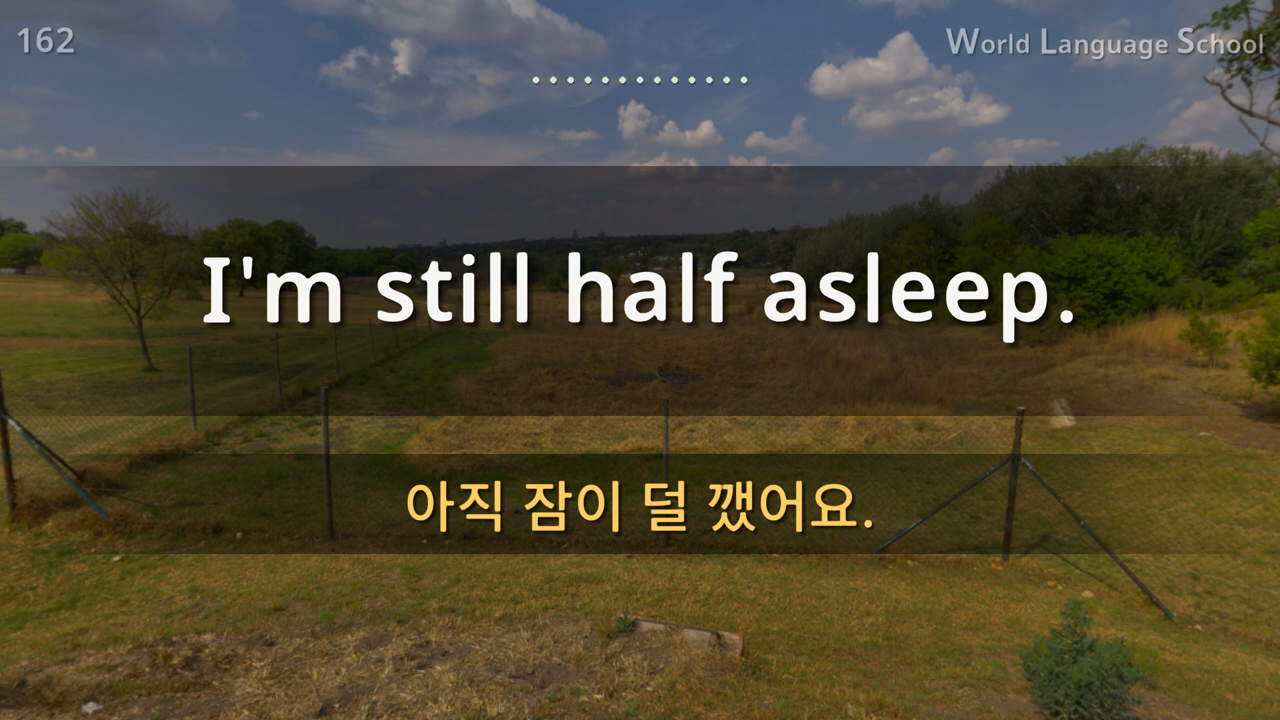 162
World Language School
I'm still half asleep.
아직 잠이 덜 깼어요.